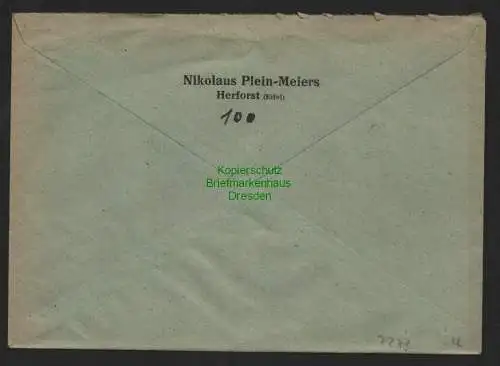 Nikolaus Plein-Meiers
Herforst (Eifel)
100
Kopierschutz
Briefmarkenhaus
Dresden